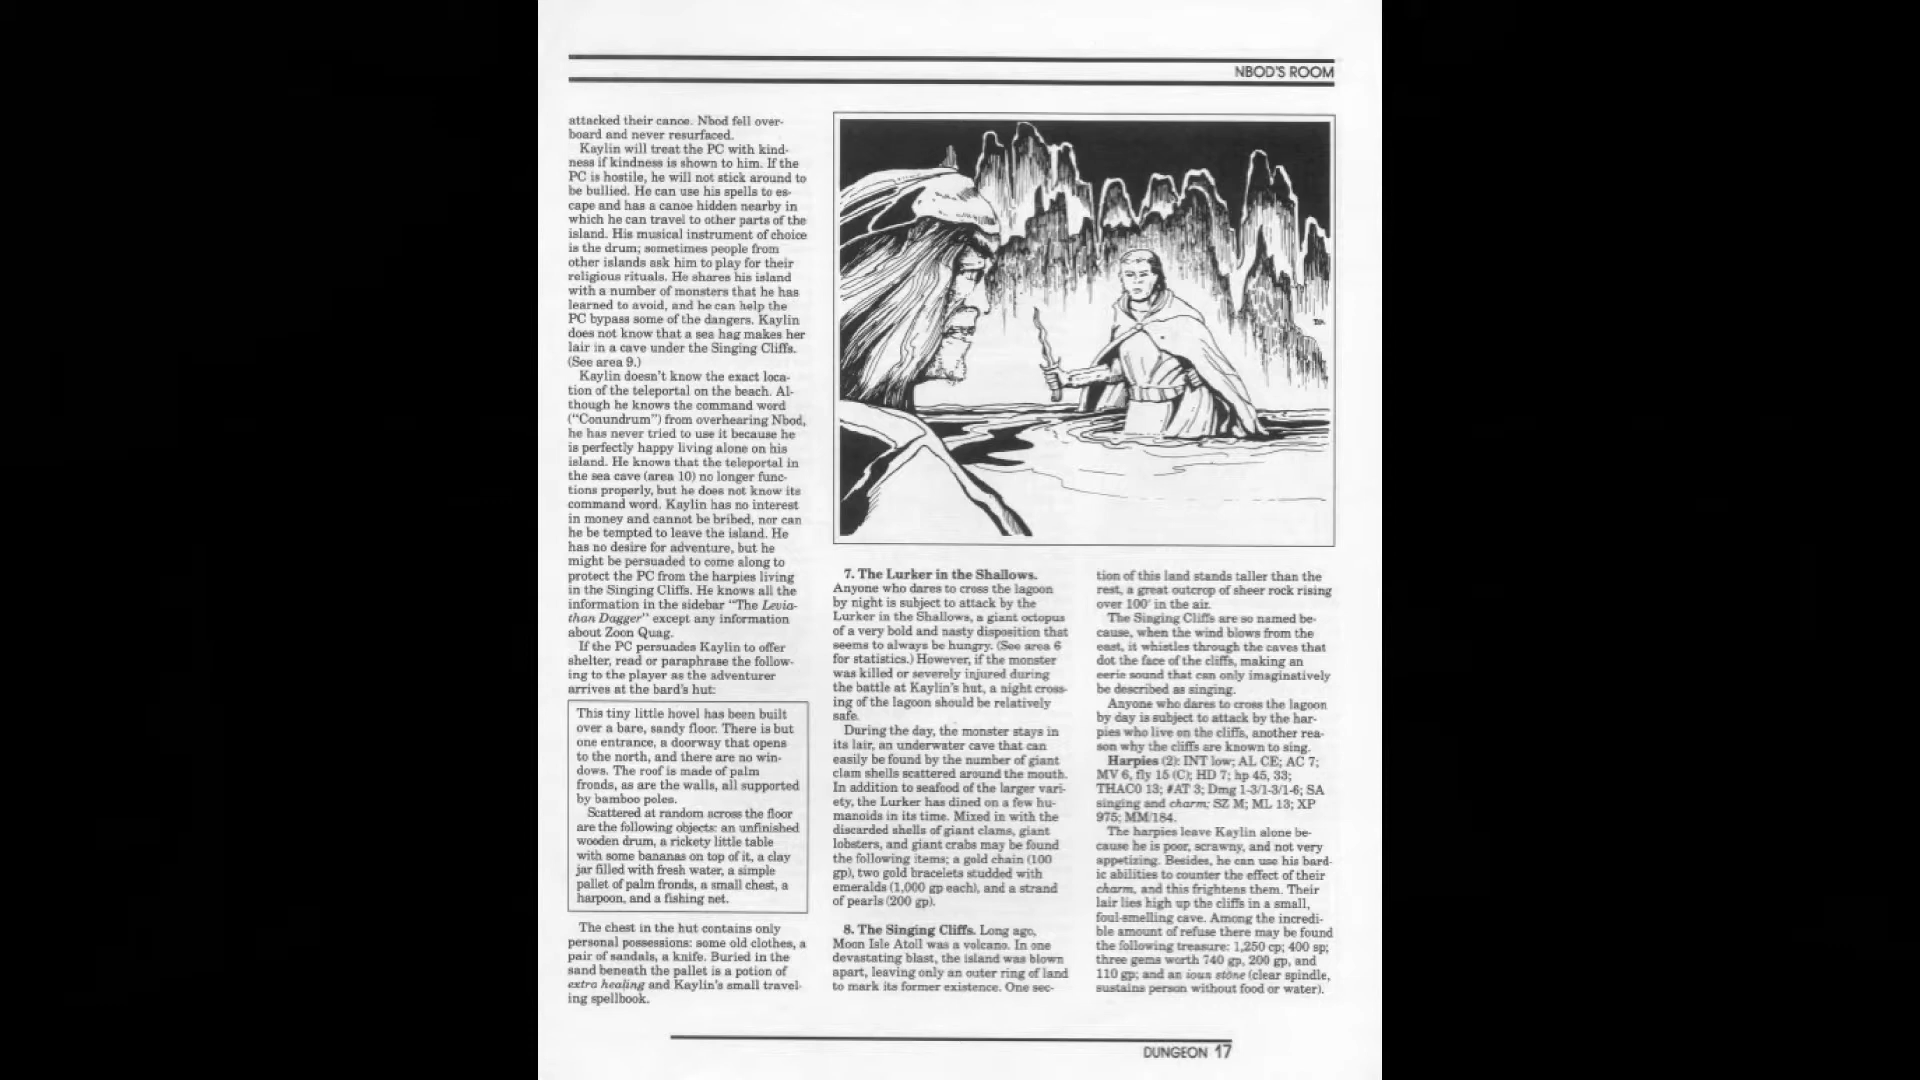 NBOD'S ROOM
attacked their canoe. Nbod fell over-
board and never resurfaced.
Kaylin will treat the PC with kind-
ness if kindness is shown to him. If the
PC is hostile, he will not stick around to
be bullied. He can use his spells to es-
cape and has a canoe hidden nearby in
which he can travel to other parts of the
island. His musical instrument of choice
is the drum; sometimes people from
other islands ask him to play for their
religious rituals. He shares his island
with a number of monsters that he has
learned to avoid, and he can help the
PC bypass some of the dangers. Kaylin
does not know that a sea hag makes her
lair in a cave under the Singing Cliffs.
(See area 9.)
Kaylin doesn't know the exact loca-
tion of the teleportal on the beach. Al-
though he knows the command word
("Conundrum") from overhearing Nbod,
he has never tried to use it because he
is perfectly happy living alone on his
island. He knows that the teleportal in
the sea cave (area 10) no longer func-
tions properly, but he does not know its
command word. Kaylin has no interest
in money and cannot be bribed, nor can
he be tempted to leave the island. He
has no desire for adventure, but he
might be persuaded to come along to
protect the PC from the harpies living
in the Singing Cliffs. He knows all the
information in the sidebar "The Levia-
than Dagger" except any information
about Zoon Quag.
If the PC persuades Kaylin to offer
shelter, read or paraphrase the follow-
ing to the player as the adventurer
arrives at the bard's hut:
This tiny little hovel has been built
over a bare, sandy floor. There is but
one entrance, a doorway that opens
to the north, and there are no win-
dows. The roof is made of palm
fronds, as are the walls, all supported
by bamboo poles.
Scattered at random across the floor
are the following objects: an unfinished
wooden drum, a rickety little table
with some bananas on top of it, a clay
jar filled with fresh water, a simple
pallet of palm fronds, a small chest, a
harpoon, and a fishing net.
The chest in the hut contains only
personal possessions: some old clothes, a
pair of sandals, a knife. Buried in the
sand beneath the pallet is a potion of
extra healing and Kaylin's small travel-
ing spellbook.
7. The Lurker in the Shallows.
Anyone who dares to cross the lagoon
by night is subject to attack by the
Lurker in the Shallows, a giant octopus
of a very bold and nasty disposition that
seems to always be hungry. (See area 6
for statistics.) However, if the monster
was killed or severely injured during
the battle at Kaylin's hut, a night cross-
ing of the lagoon should be relatively
safe.
During the day, the monster stays in
its lair, an underwater cave that can
easily be found by the number of giant
clam shells scattered around the mouth.
In addition to seafood of the larger vari-
ety, the Lurker has dined on a few hu-
manoids in its time. Mixed in with the
discarded shells of giant clams, giant
lobsters, and giant crabs may be found
the following items; a gold chain (100
gp), two gold bracelets studded with
emeralds (1,000 gp each), and a strand
of pearls (200 gp).
8. The Singing Cliffs. Long ago,
Moon Isle Atoll was a volcano. In one
devastating blast, the island was blown
apart, leaving only an outer ring of land
to mark its former existence. One sec-
tion of this land stands taller than the
rest, a great outcrop of sheer rock rising
over 100' in the air.
The Singing Cliffs are so named be-
cause, when the wind blows from the
east, it whistles through the caves that
dot the face of the cliffs, making an
eerie sound that can only imaginatively
be described as singing.
Anyone who dares to cross the lagoon
by day is subject to attack by the har-
pies who live on the cliffs, another rea-
son why the cliffs are known to sing.
Harpies (2): INT low; AL CE; AC 7;
MV 6, fly 15 (C); HD 7; hp 45, 33;
THAC0 13; #AT 3; Dmg 1-3/1-3/1-6; SA
singing and charm; SZ M; ML 13; XP
975; MM/184.
The harpies leave Kaylin alone be-
cause he is poor, scrawny, and not very
appetizing. Besides, he can use his bard-
ic abilities to counter the effect of their
charm, and this frightens them. Their
lair lies high up the cliffs in a small,
foul-smelling cave. Among the incredi-
ble amount of refuse there may be found
the following treasure: 1,250 cp; 400 sp;
three gems worth 740 gp, 200 gp, and
110 gp; and an ioun stone (clear spindle,
sustains person without food or water).
DUNGEON 17